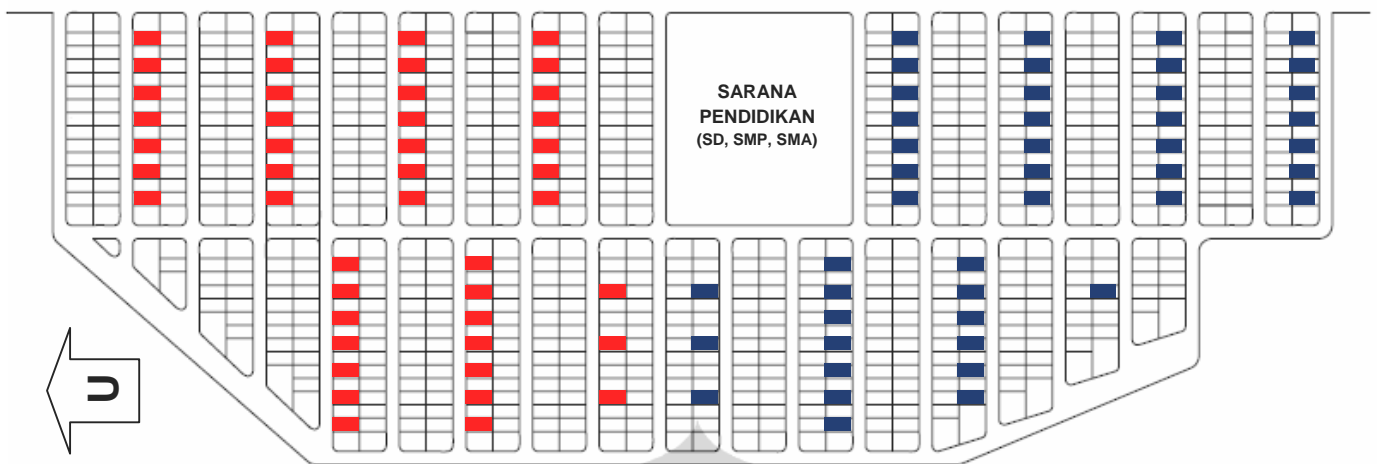 SARANA
PENDIDIKAN
(SD, SMP, SMA)
U